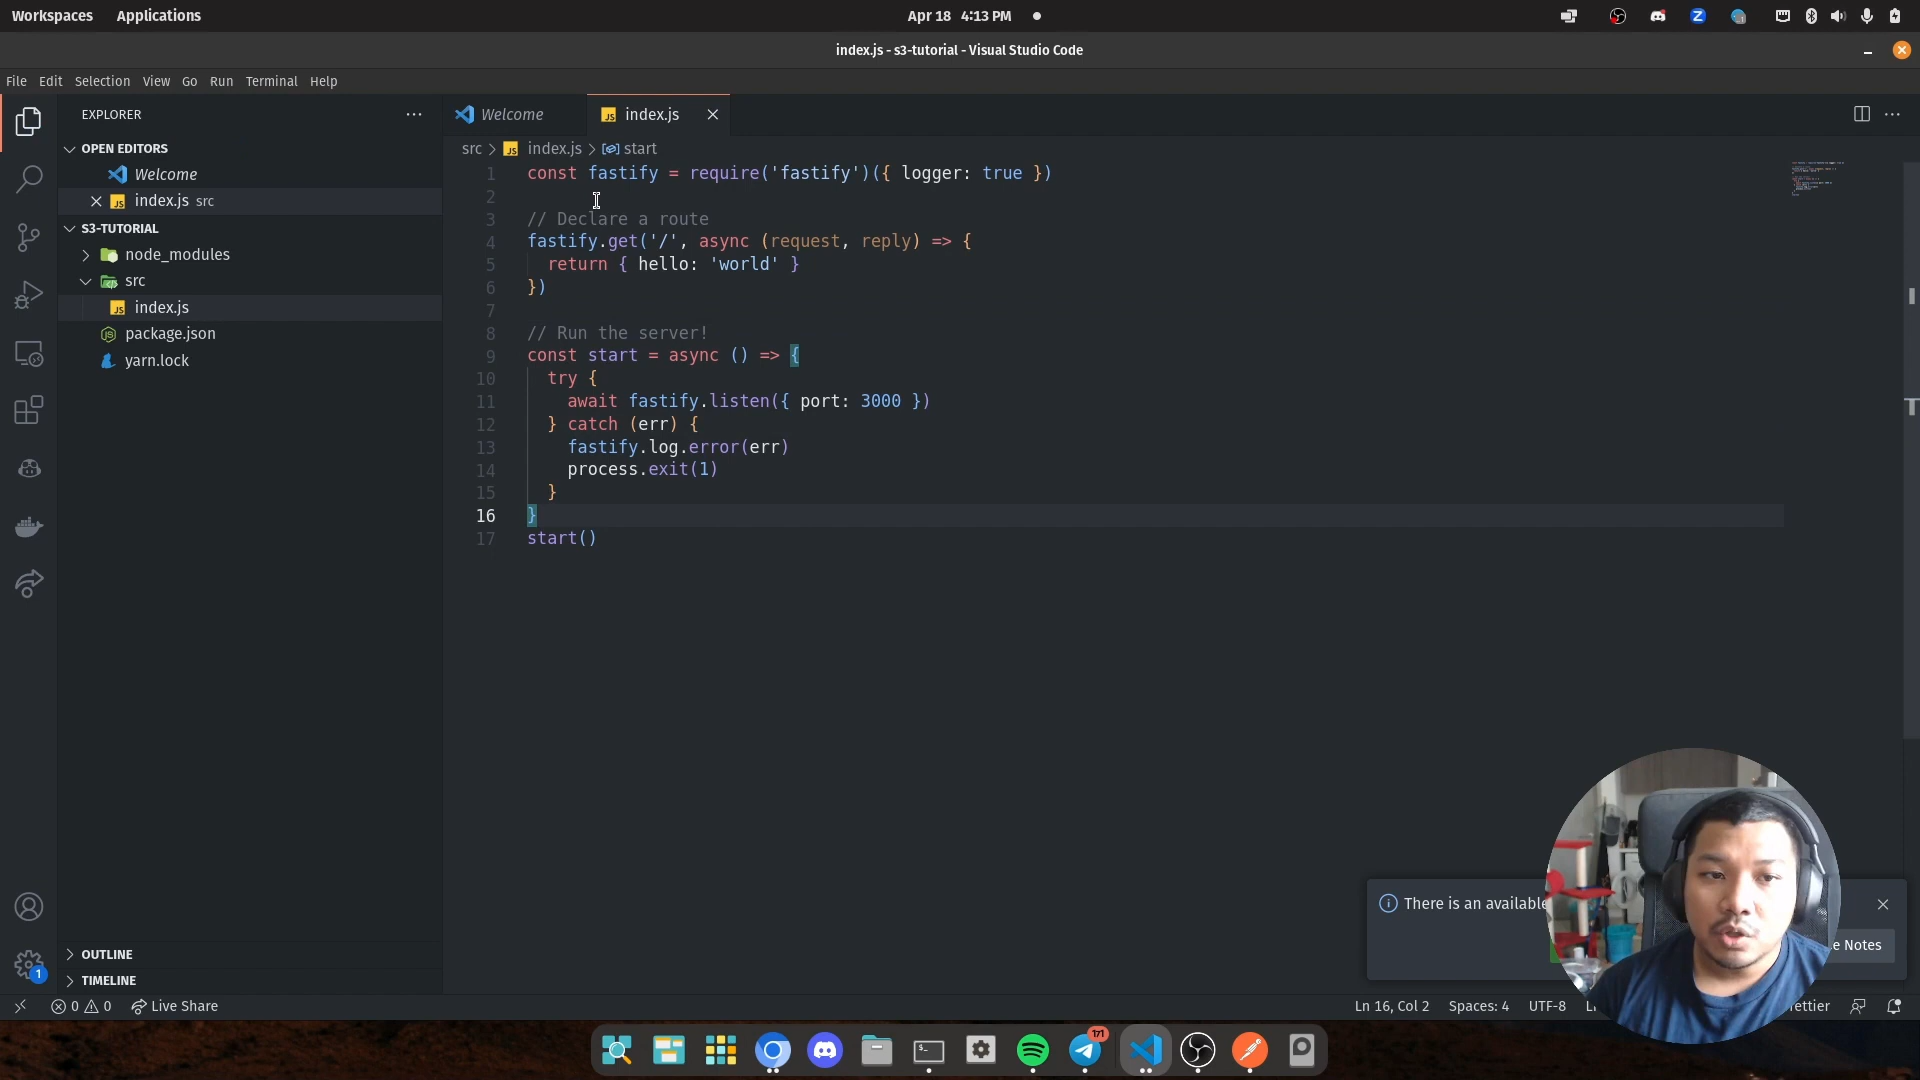 Workspaces Applications Apr 18 4:13 PM
index.js - s3-tutorial - Visual Studio Code
File Edit Selection View Go Run Terminal Help
EXPLORER
OPEN EDITORS
Welcome
index.js src
S3-TUTORIAL
node_modules
src
index.js
package.json
yarn.lock
OUTLINE
TIMELINE
Welcome index.js
src > index.js > start
1 const fastify = require('fastify')({ logger: true })
2
3 // Declare a route
4 fastify.get('/', async (request, reply) => {
5 return { hello: 'world' }
6 })
7
8 // Run the server!
9 const start = async () => {
10 try {
11 await fastify.listen({ port: 3000 })
12 } catch (err) {
13 fastify.log.error(err)
14 process.exit(1)
15 }
16 }
17 start()
There is an available
Notes
1
0 0 Live Share Ln 16, Col 2 Spaces: 4 UTF-8
171